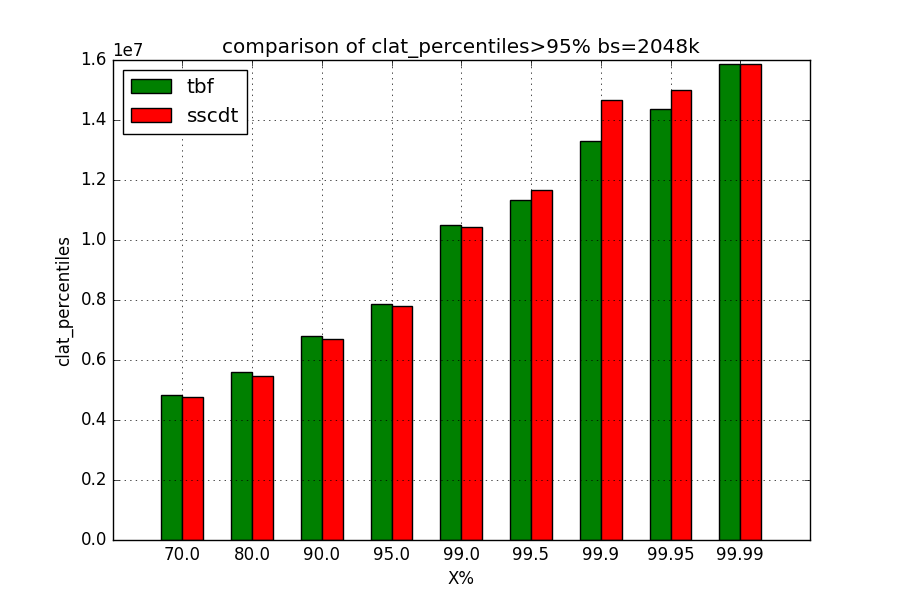 comparison of clat_percentiles>95% bs=2048k
1e7
1.6
1.4
1.2
1.0
0.8
0.6
0.4
0.2
0.0
clat_percentiles
tbf
sscdt
70.0 80.0 90.0 95.0 99.0 99.5 99.9 99.95 99.99
X%